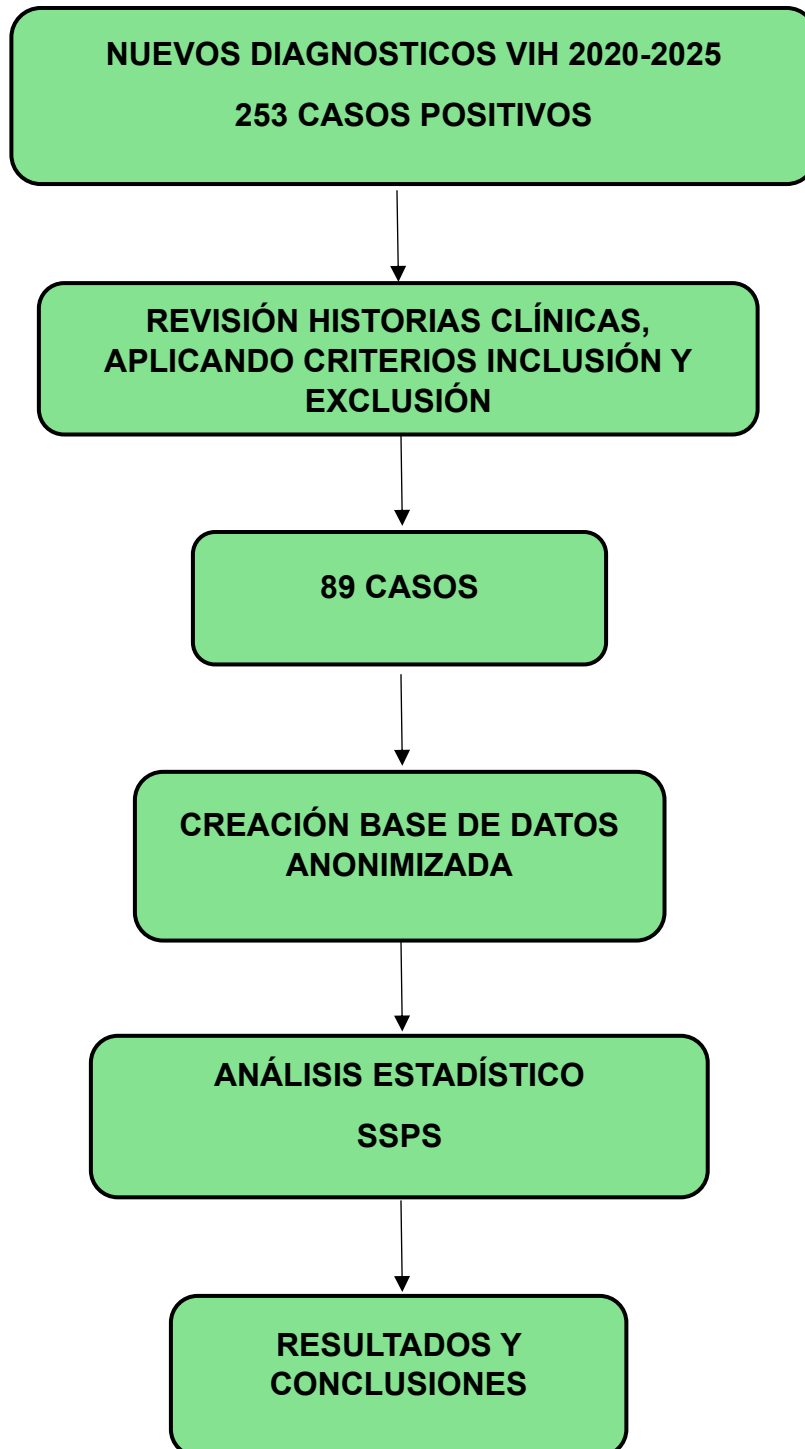 NUEVOS DIAGNOSTICOS VIH 2020-2025
253 CASOS POSITIVOS
REVISIÓN HISTORIAS CLÍNICAS,
APLICANDO CRITERIOS INCLUSIÓN Y
EXCLUSIÓN
89 CASOS
CREACIÓN BASE DE DATOS
ANONIMIZADA
ANÁLISIS ESTADÍSTICO
SSPS
RESULTADOS Y
CONCLUSIONES